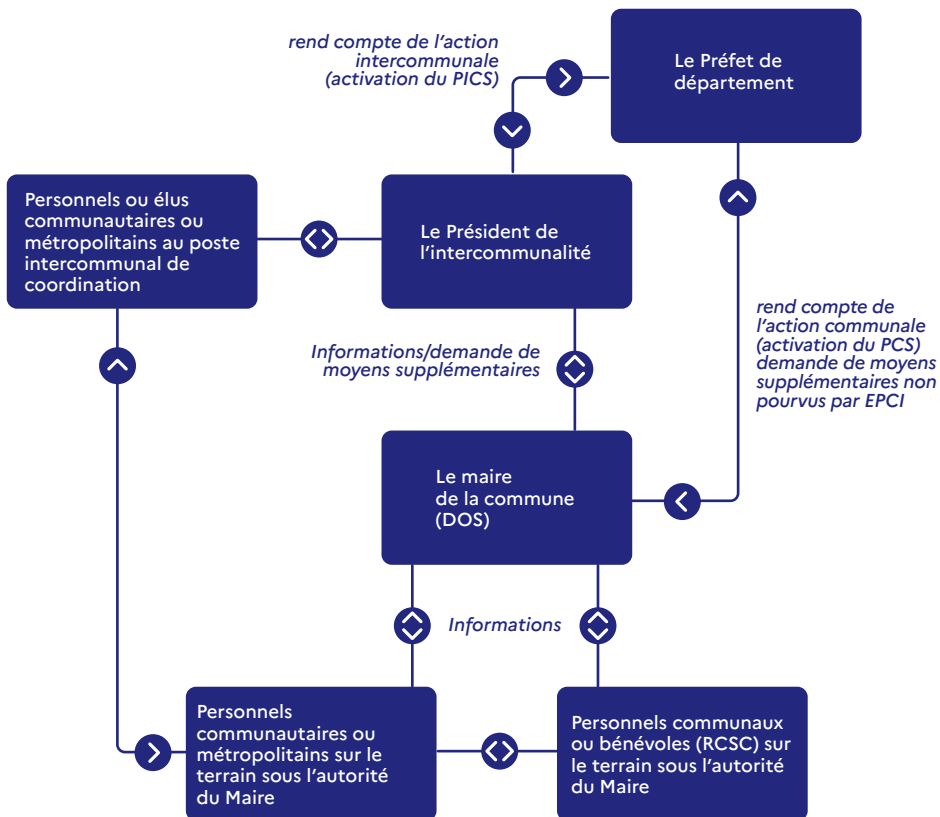 rend compte de l’action
intercommunale
(activation du PICS)
Le Préfet de
département
Personnels ou élus
communautaires ou
métropolitains au poste
intercommunal de
coordination
Le Président de
l’intercommunalité
Informations/demande de
moyens supplémentaires
rend compte de
l’action communale
(activation du PCS)
demande de moyens
supplémentaires non
pourvus par EPCI
Le maire
de la commune
(DOS)
Informations
Personnels
communautaires ou
métropolitains sur le
terrain sous l’autorité
du Maire
Personnels communaux
ou bénévoles (RCSC) sur
le terrain sous l’autorité
du Maire